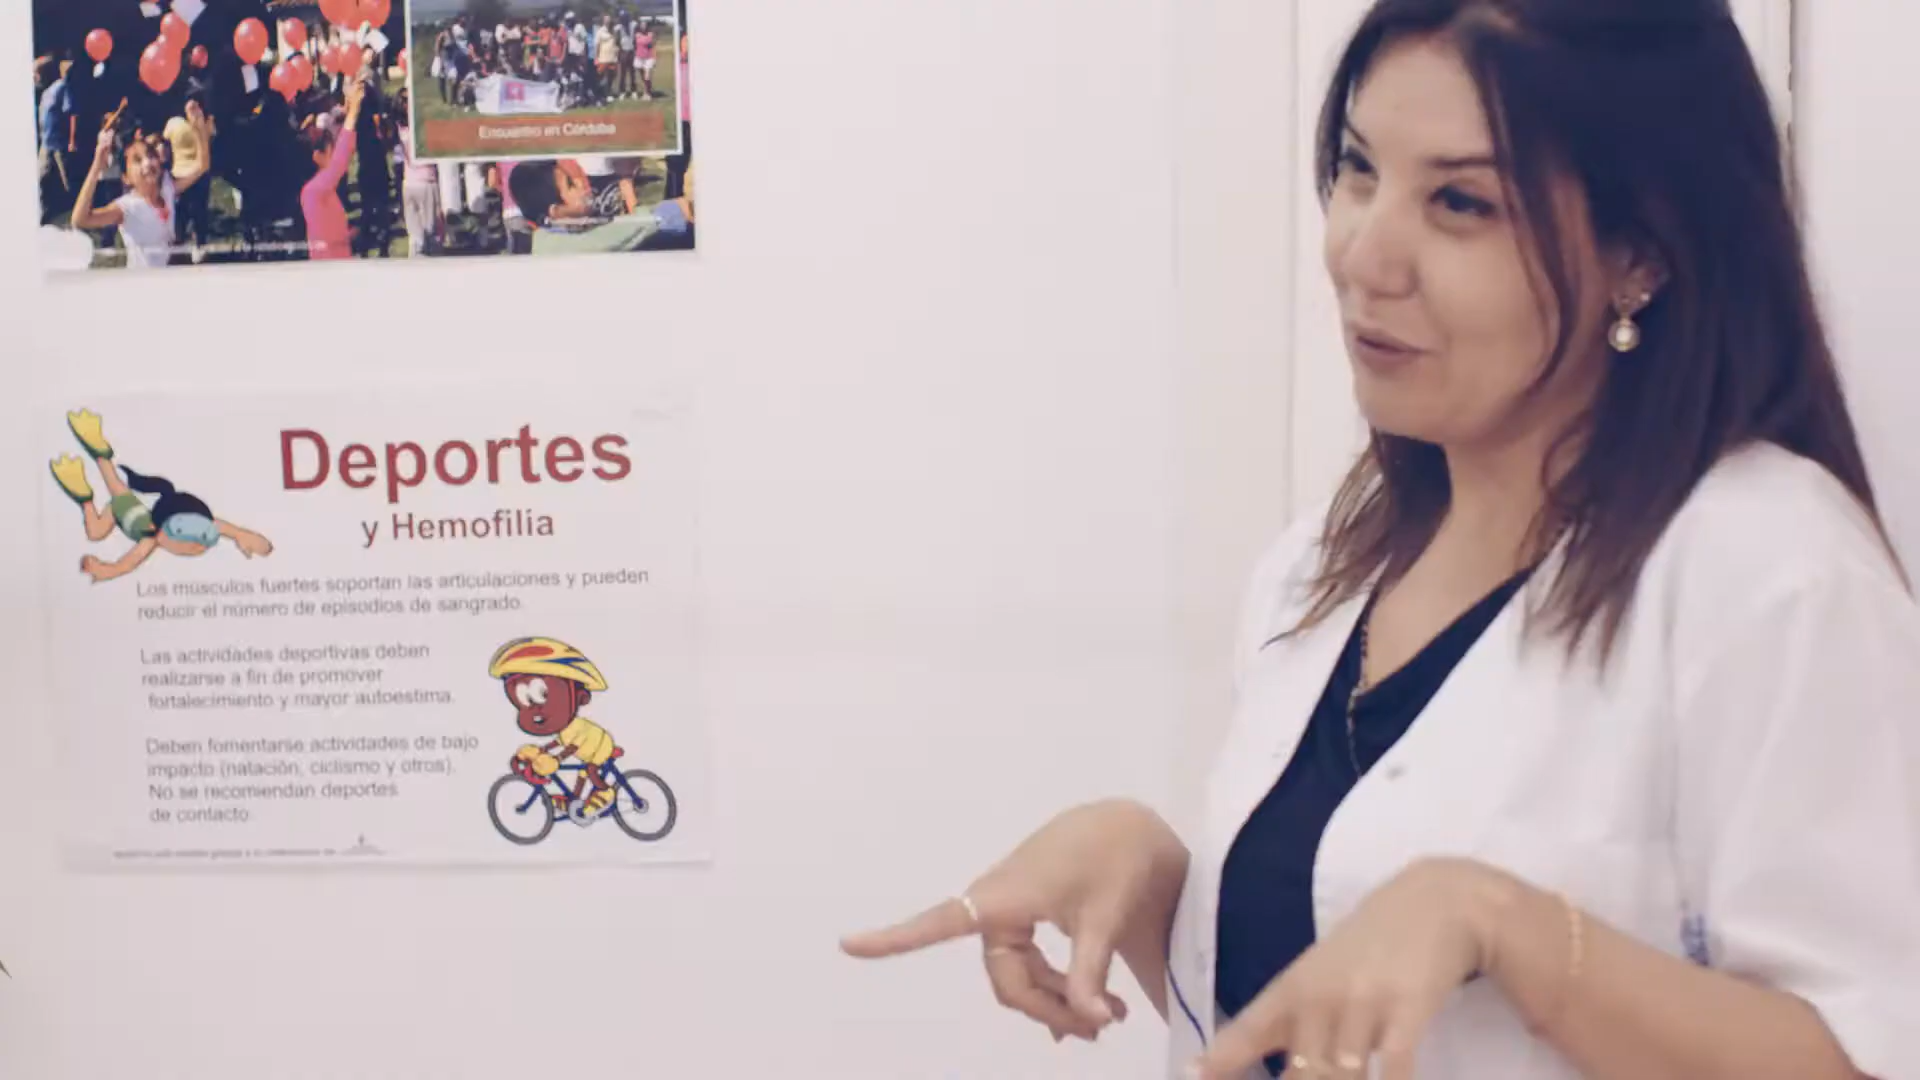 Encuentro en Córdoba
Deportes
y Hemofilia
Los músculos fuertes soportan las articulaciones y pueden
reducir el número de episodios de sangrado.
Las actividades deportivas deben
realizarse a fin de promover
fortalecimiento y mayor autoestima.
Deben fomentarse actividades de bajo
impacto (natación, ciclismo y otros).
No se recomiendan deportes
de contacto.